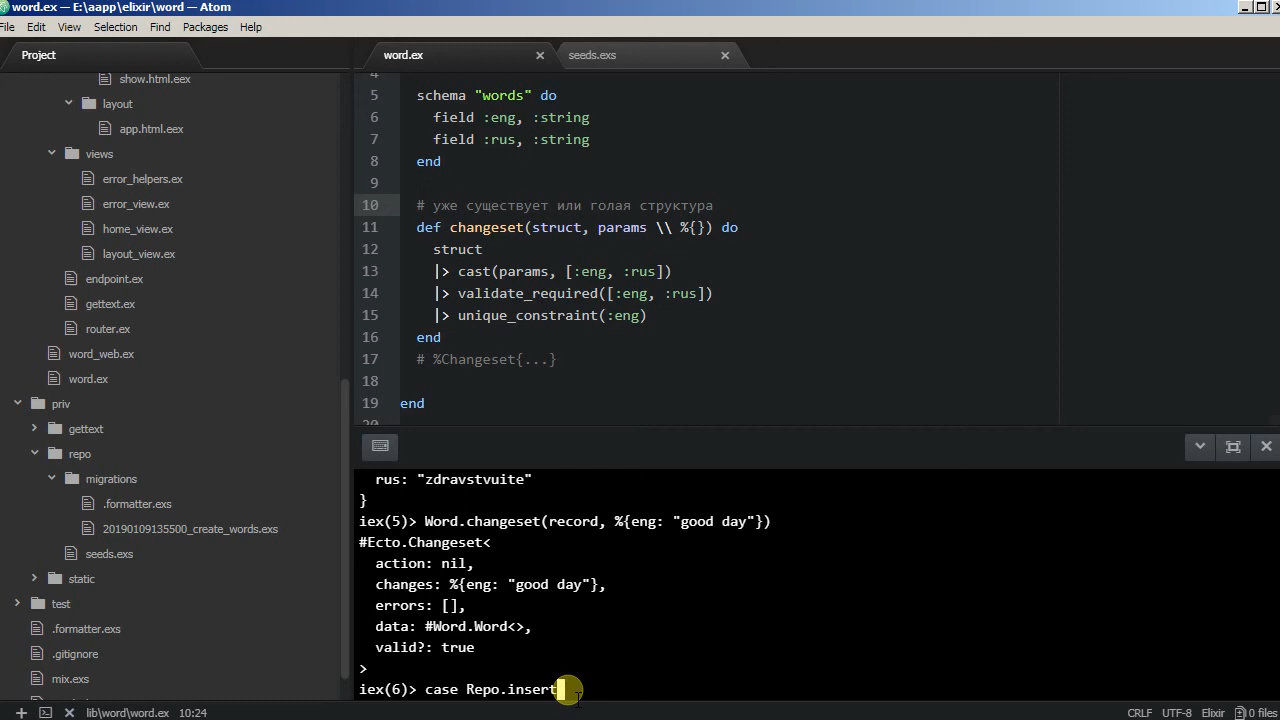 word.ex — E:\aapp\elixir\word — Atom
File Edit View Selection Find Packages Help
Project
word.ex
seeds.exs
show.html.eex
layout
app.html.eex
views
error_helpers.ex
error_view.ex
home_view.ex
layout_view.ex
endpoint.ex
gettext.ex
router.ex
word_web.ex
word.ex
priv
gettext
repo
migrations
.formatter.exs
20190109135500_create_words.exs
seeds.exs
static
test
.formatter.exs
.gitignore
mix.exs
4
5 schema "words" do
6 field :eng, :string
7 field :rus, :string
8 end
9
10 # уже существует или голая структура
11 def changeset(struct, params \\ %{}) do
12 struct
13 |> cast(params, [:eng, :rus])
14 |> validate_required([:eng, :rus])
15 |> unique_constraint(:eng)
16 end
17 # %Changeset{...}
18
19 end
20
rus: "zdravstvuite"
}
iex(5)> Word.changeset(record, %{eng: "good day"})
#Ecto.Changeset<
action: nil,
changes: %{eng: "good day"},
errors: [],
data: #Word.Word<>,
valid?: true
>
iex(6)> case Repo.insert
lib\word\word.ex 10:24
CRLF UTF-8 Elixir 0 files